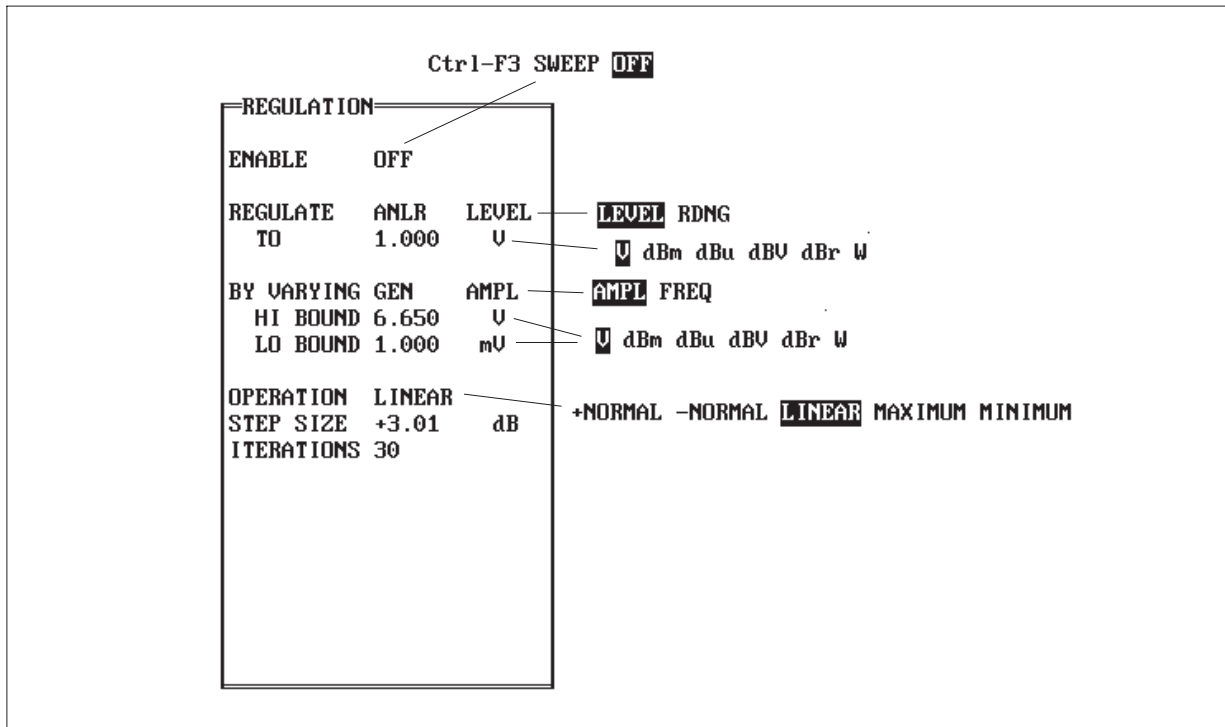 Ctrl-F3 SWEEP OFF
REGULATION
ENABLE OFF
REGULATE ANLR LEVEL LEVEL RDNG
TO 1.000 V V dBm dBu dBV dBr W
BY VARYING GEN AMPL AMPL FREQ
HI BOUND 6.650 V
LO BOUND 1.000 mV V dBm dBu dBV dBr W
OPERATION LINEAR +NORMAL -NORMAL LINEAR MAXIMUM MINIMUM
STEP SIZE +3.01 dB
ITERATIONS 30